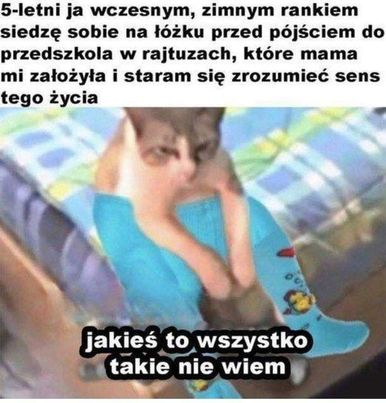 5-letni ja wczesnym, zimnym rankiem
siedzę sobie na łóżku przed pójściem do
przedszkola w rajtuzach, które mama
mi założyła i staram się zrozumieć sens
tego życia
jakieś to wszystko
takie nie wiem